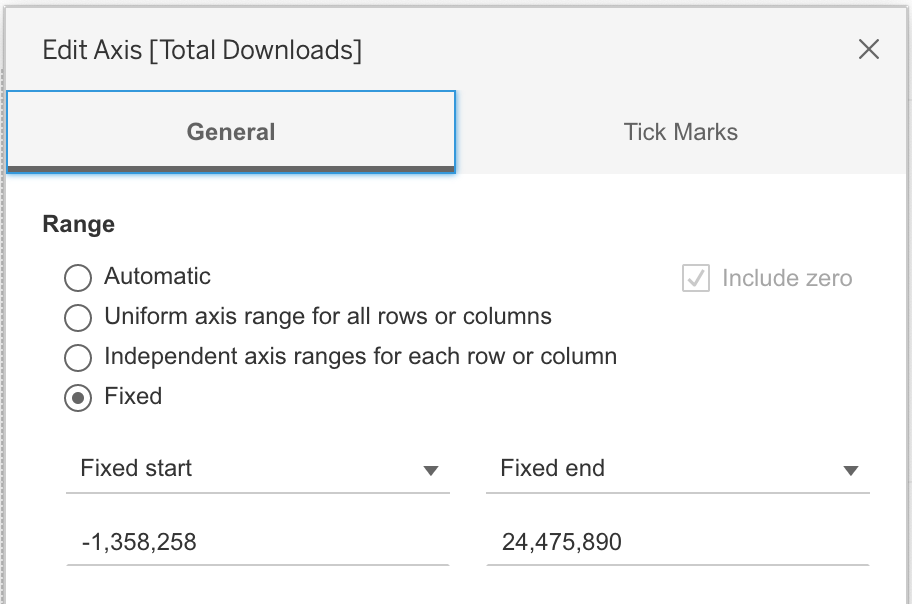 Edit Axis [Total Downloads]
General
Tick Marks
Range
Automatic
Include zero
Uniform axis range for all rows or columns
Independent axis ranges for each row or column
Fixed
Fixed start
Fixed end
-1,358,258
24,475,890